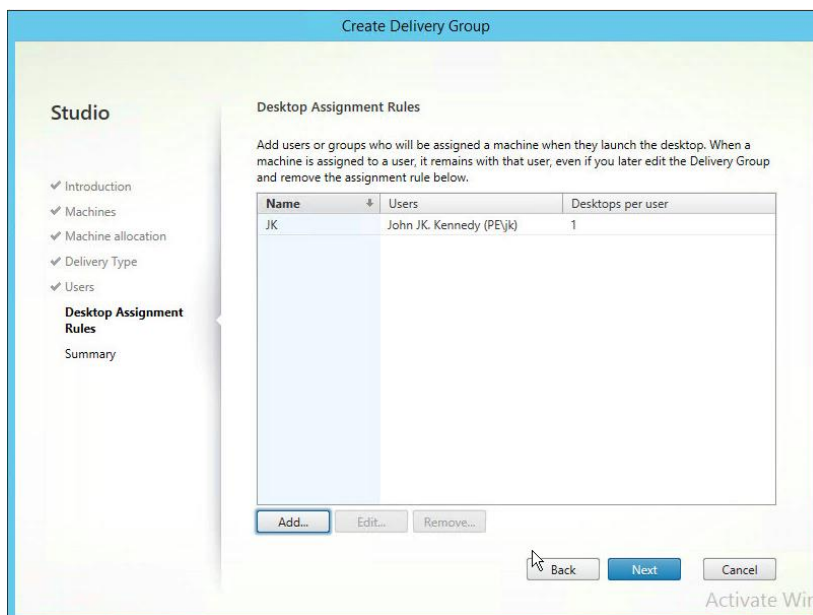 Create Delivery Group
Studio
Introduction
Machines
Machine allocation
Delivery Type
Users
Desktop Assignment
Rules
Summary
Desktop Assignment Rules
Add users or groups who will be assigned a machine when they launch the desktop. When a
machine is assigned to a user, it remains with that user, even if you later edit the Delivery Group
and remove the assignment rule below.
Name Users Desktops per user
JK John JK. Kennedy (PE\jk) 1
Add... Edit... Remove...
Back Next Cancel
Activate